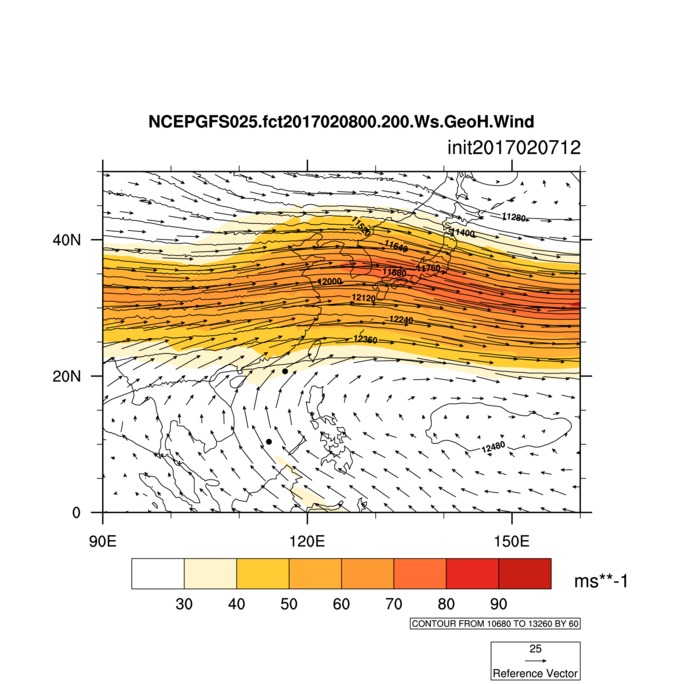 NCEPGFS025.fct2017020800.200.Ws.GeoH.Wind
init2017020712
11280
11400
11640
11760
11880
12000
12120
12240
12360
12480
40N
20N
0
90E 120E 150E
30 40 50 60 70 80 90
ms**-1
CONTOUR FROM 10680 TO 13260 BY 60
25
Reference Vector